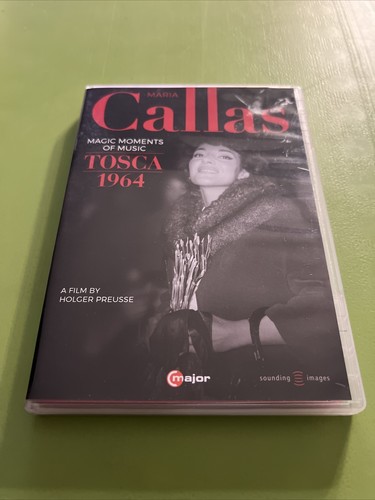 MARIA
Callas
MAGIC MOMENTS
OF MUSIC
TOSCA
1964
A FILM BY
HOLGER PREUSSE
C major
sounding images